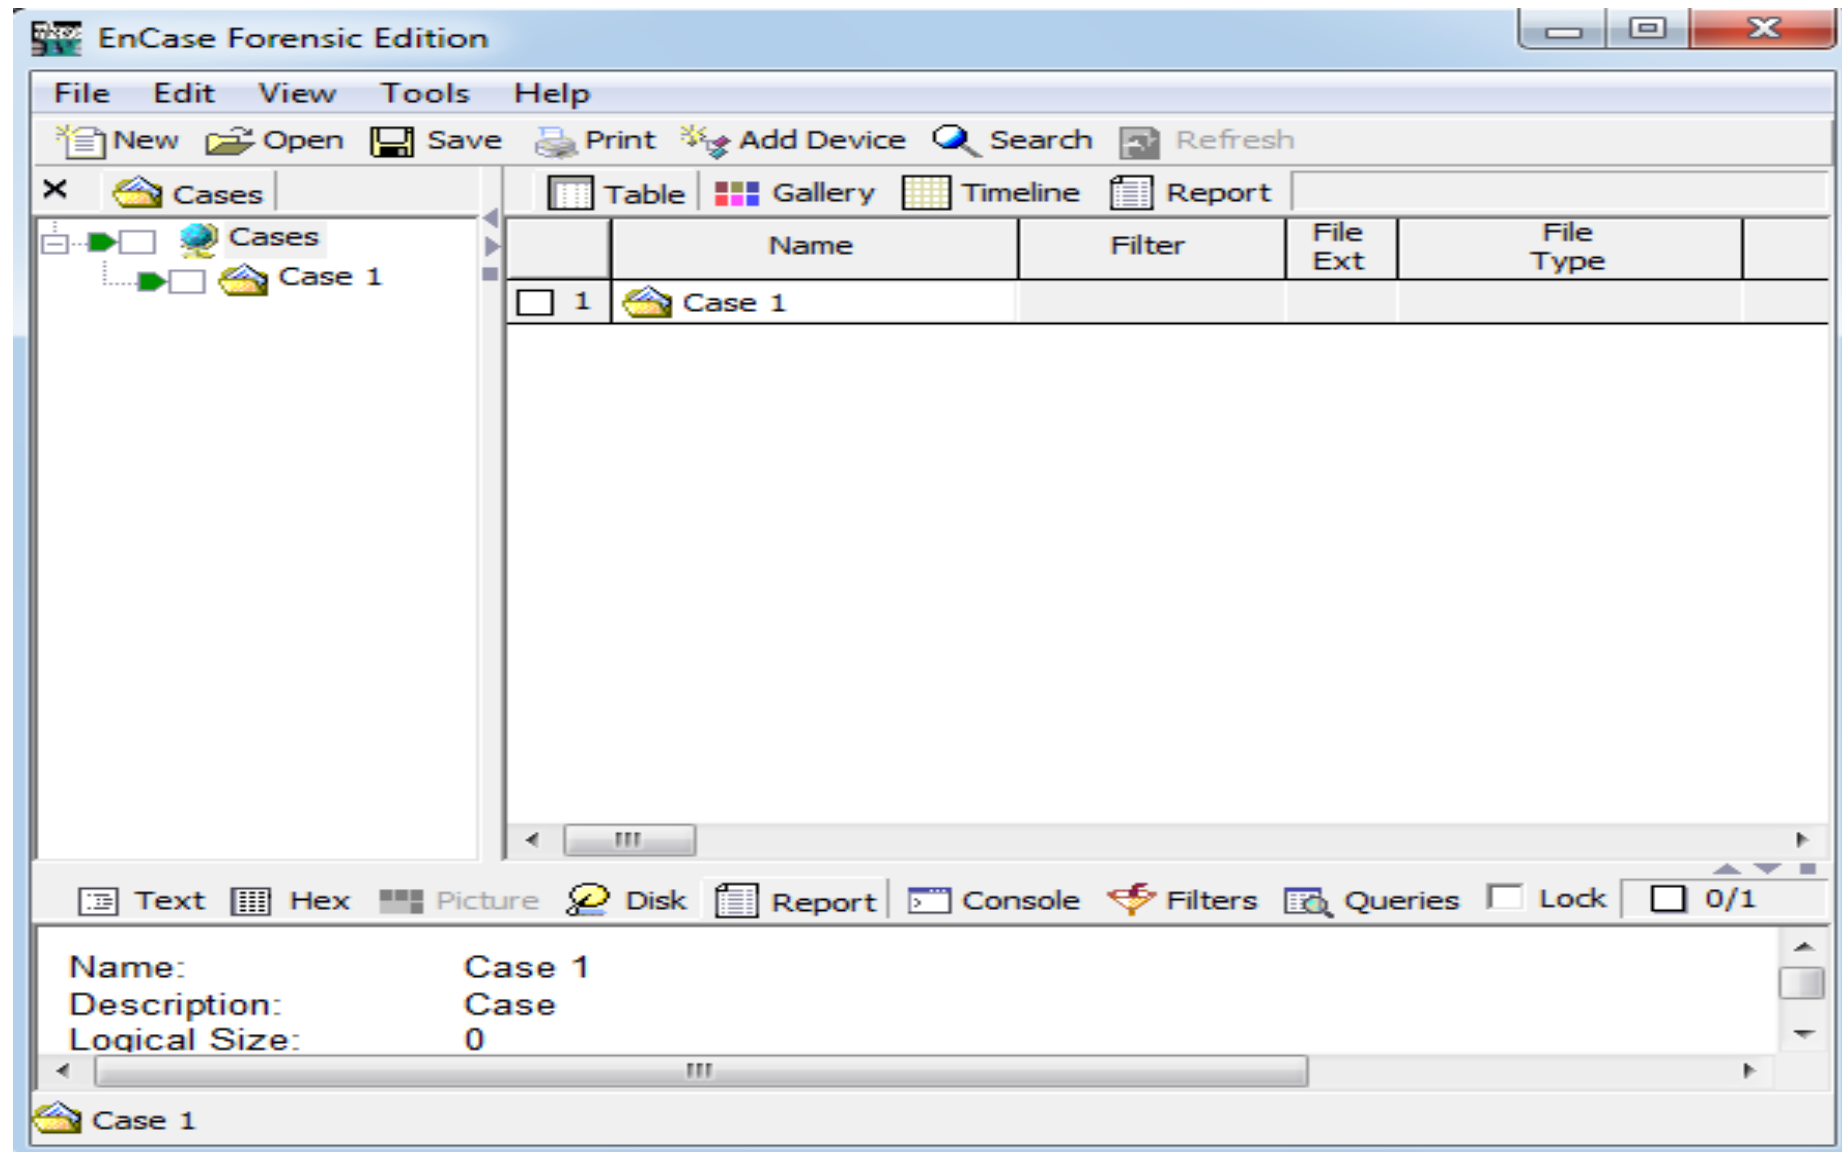 EnCase Forensic Edition
File Edit View Tools Help
New Open Save Print Add Device Search Refresh
Cases
Table Gallery Timeline Report
Cases
Case 1
Name Filter File Ext File Type
1 Case 1
Text Hex Picture Disk Report Console Filters Queries Lock 0/1
Name: Case 1
Description: Case
Logical Size: 0
Case 1